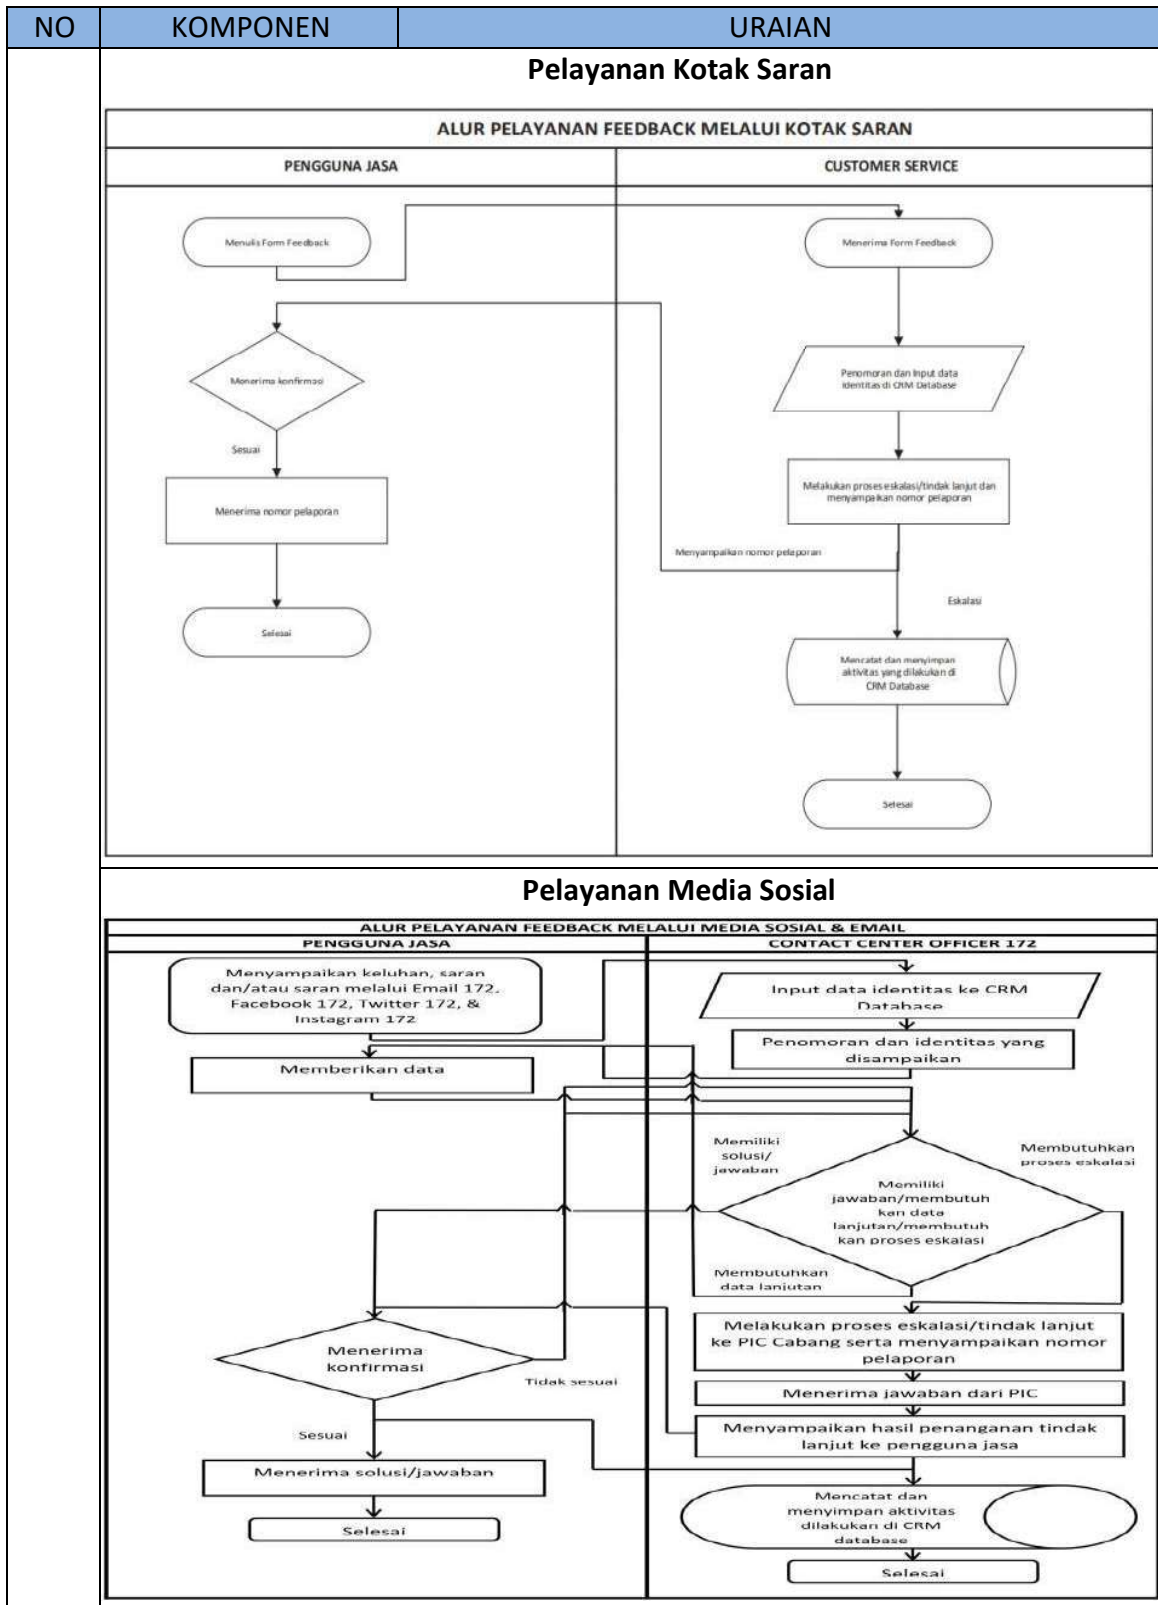 NO KOMPONEN URAIAN
Pelayanan Kotak Saran
ALUR PELAYANAN FEEDBACK MELALUI KOTAK SARAN
PENGGUNA JASA CUSTOMER SERVICE
Menulis Form Feedback
Menerima Form Feedback
Menerima konfirmasi
Penomoran dan Input data
identitas di CRM Database
Sesuai
Melakukan proses eskalasi/tindak lanjut dan
menyampaikan nomor pelaporan
Menerima nomor pelaporan
Menyampaikan nomor pelaporan
Eskalasi
Selesai
Mencatat dan menyimpan
aktivitas yang dilakukan di
CRM Database
Selesai
Pelayanan Media Sosial
ALUR PELAYANAN FEEDBACK MELALUI MEDIA SOSIAL & EMAIL
PENGGUNA JASA CONTACT CENTER OFFICER 172
Menyampaikan keluhan, saran
dan/atau saran melalui Email 172,
Facebook 172, Twitter 172, &
Instagram 172
Input data identitas ke CRM
Database
Penomoran dan identitas yang
disampaikan
Memberikan data
Memiliki
solusi/
jawaban
Membutuhkan
proses eskalasi
Memiliki
jawaban/membutuh
kan data
lanjutan/membutuh
kan proses eskalasi
Membutuhkan
data lanjutan
Melakukan proses eskalasi/tindak lanjut
ke PIC Cabang serta menyampaikan nomor
pelaporan
Menerima
konfirmasi
Tidak sesuai
Menerima jawaban dari PIC
Menyampaikan hasil penanganan tindak
lanjut ke pengguna jasa
Sesuai
Menerima solusi/jawaban
Mencatat dan
menyimpan aktivitas
dilakukan di CRM
database
Selesai
Selesai